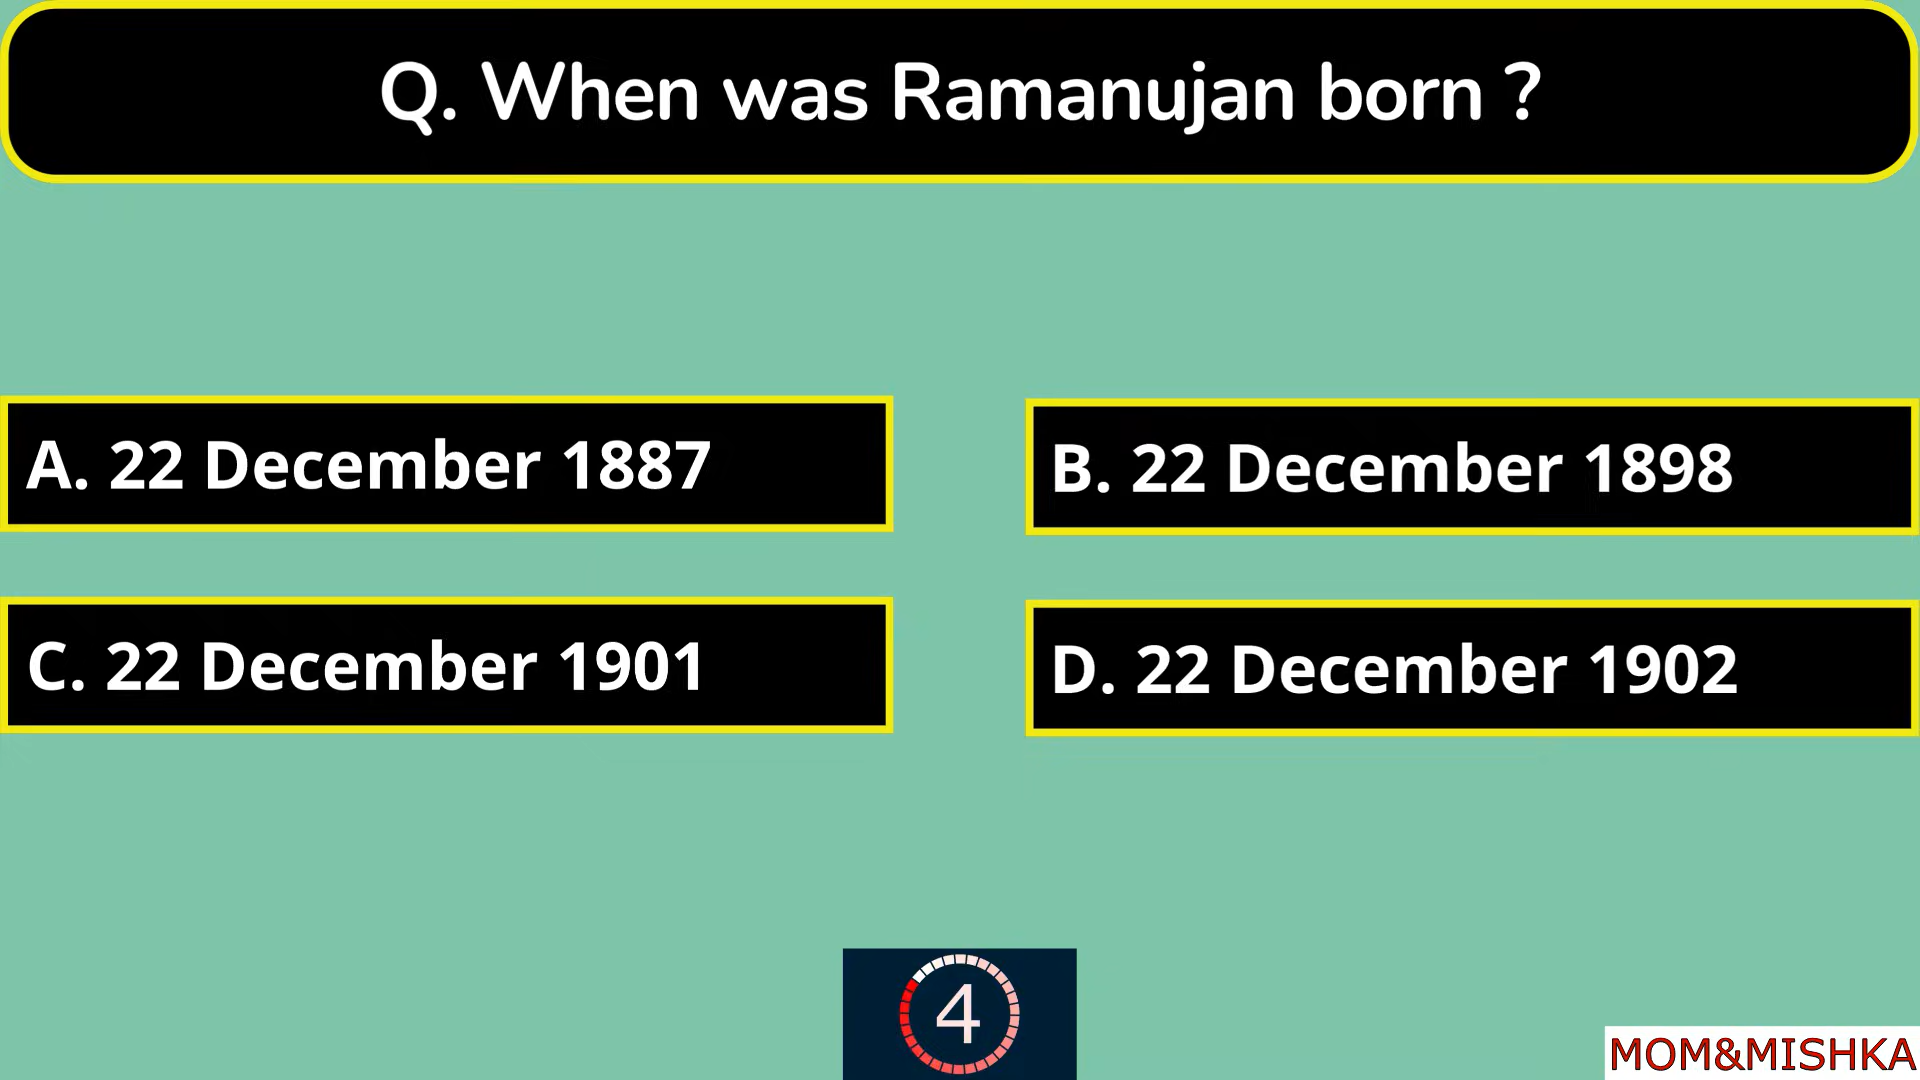 Q. When was Ramanujan born ?
A. 22 December 1887
B. 22 December 1898
C. 22 December 1901
D. 22 December 1902
4
MOM&MISHKA